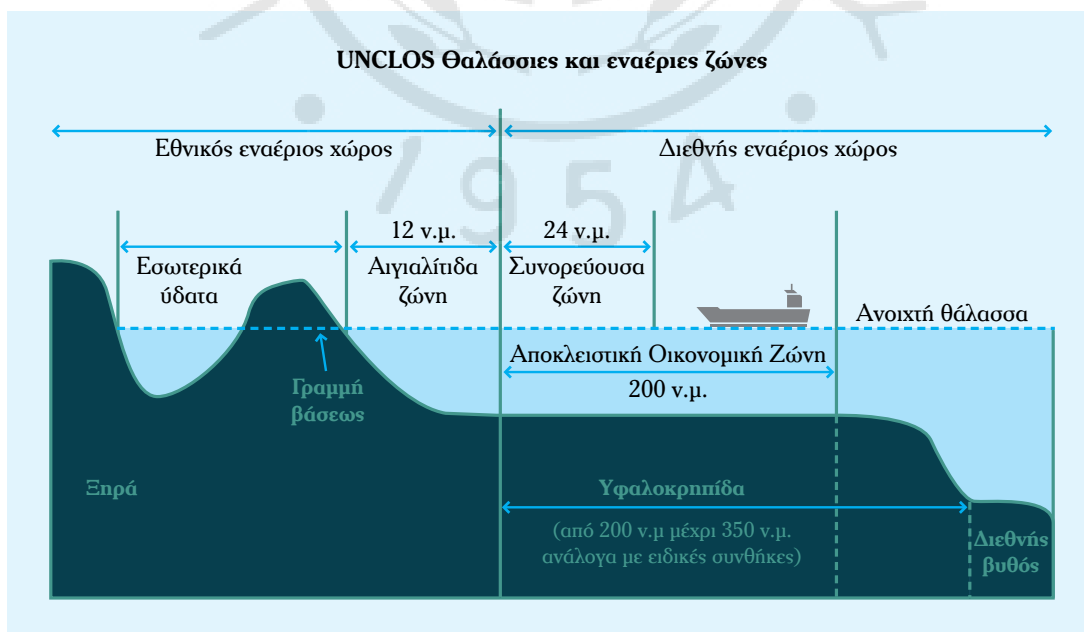 UNCLOS Θαλάσσιες και εναέριες ζώνες
Εθνικός εναέριος χώρος
Διεθνής εναέριος χώρος
1954
12 ν.μ.
24 ν.μ.
Εσωτερικά
ύδατα
Αιγιαλίτιδα
ζώνη
Συνορεύουσα
ζώνη
Ανοιχτή θάλασσα
Αποκλειστική Οικονομική Ζώνη
200 ν.μ.
Γραμμή
βάσεως
Ξηρά
Υφαλοκρηπίδα
(από 200 ν.μ μέχρι 350 ν.μ.
ανάλογα με ειδικές συνθήκες)
Διεθνής
βυθός